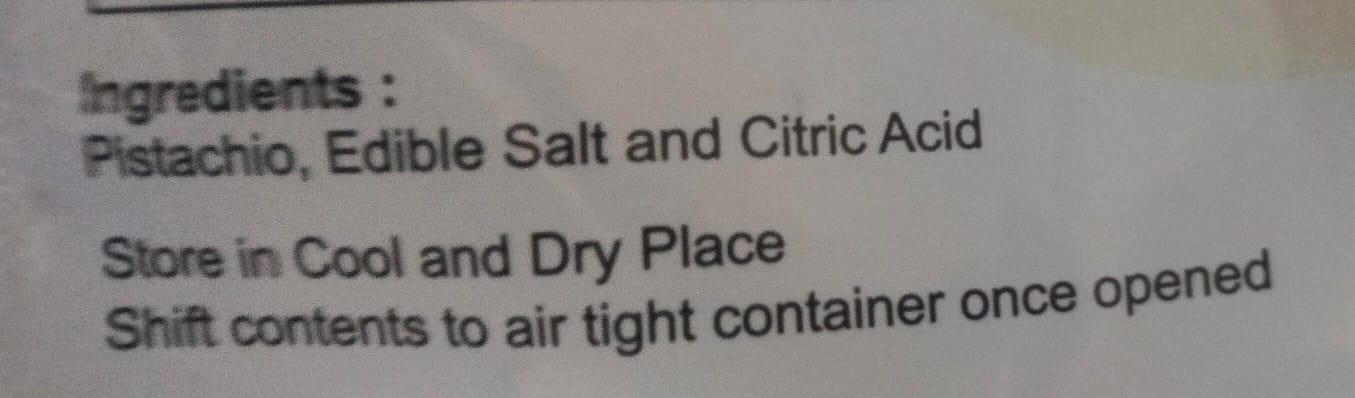 Ingredients :
Pistachio, Edible Salt and Citric Acid
Store in Cool and Dry Place
Shift contents to air tight container once opened